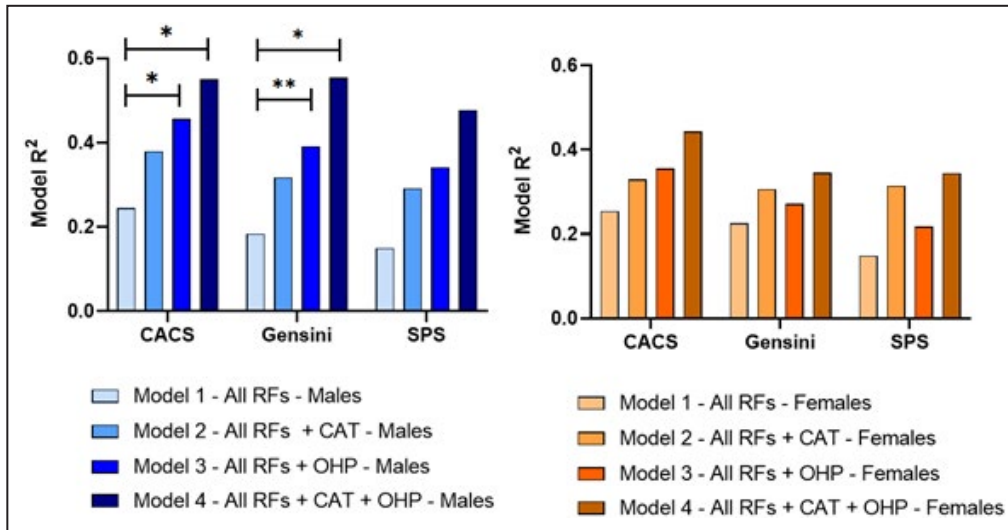 * *
* **
Model R²
0.6
0.4
0.2
0.0
CACS Gensini SPS
Model 1 - All RFs - Males
Model 2 - All RFs + CAT - Males
Model 3 - All RFs + OHP - Males
Model 4 - All RFs + CAT + OHP - Males
Model R²
0.6
0.4
0.2
0.0
CACS Gensini SPS
Model 1 - All RFs - Females
Model 2 - All RFs + CAT - Females
Model 3 - All RFs + OHP - Females
Model 4 - All RFs + CAT + OHP - Females